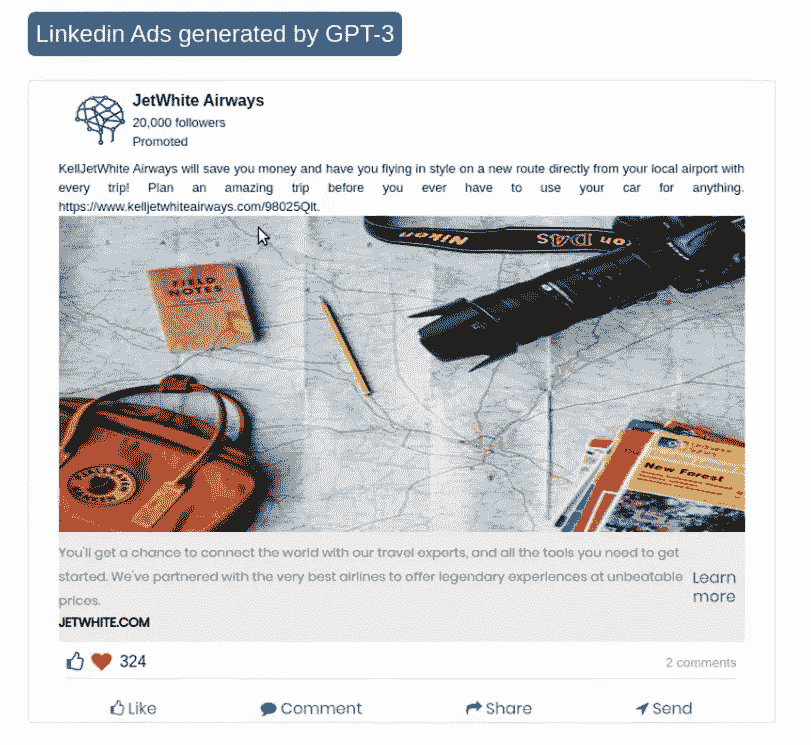 Linkedin Ads generated by GPT-3
JetWhite Airways
20,000 followers
Promoted
KellJetWhite Airways will save you money and have you flying in style on a new route directly from your local airport with
every trip! Plan an amazing trip before you ever have to use your car for anything.
https://www.kelljetwhiteairways.com/98025Qlt.
Nikon
on D4S
FIELD
NOTES
New Forest
You'll get a chance to connect the world with our travel experts, and all the tools you need to get
started. We've partnered with the very best airlines to offer legendary experiences at unbeatable
prices.
Learn
more
JETWHITE.COM
324
2 comments
Like
Comment
Share
Send